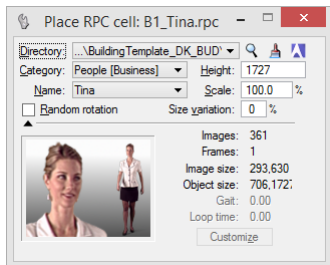 Place RPC cell: B1_Tina.rpc
Directory: ...\BuildingTemplate_DK_BUD\
Category: People [Business] Height: 1727
Name: Tina Scale: 100.0 %
Random rotation Size variation: 0 %
Images: 361
Frames: 1
Image size: 293,630
Object size: 706,1727
Gait: 0.00
Loop time: 0.00
Customize